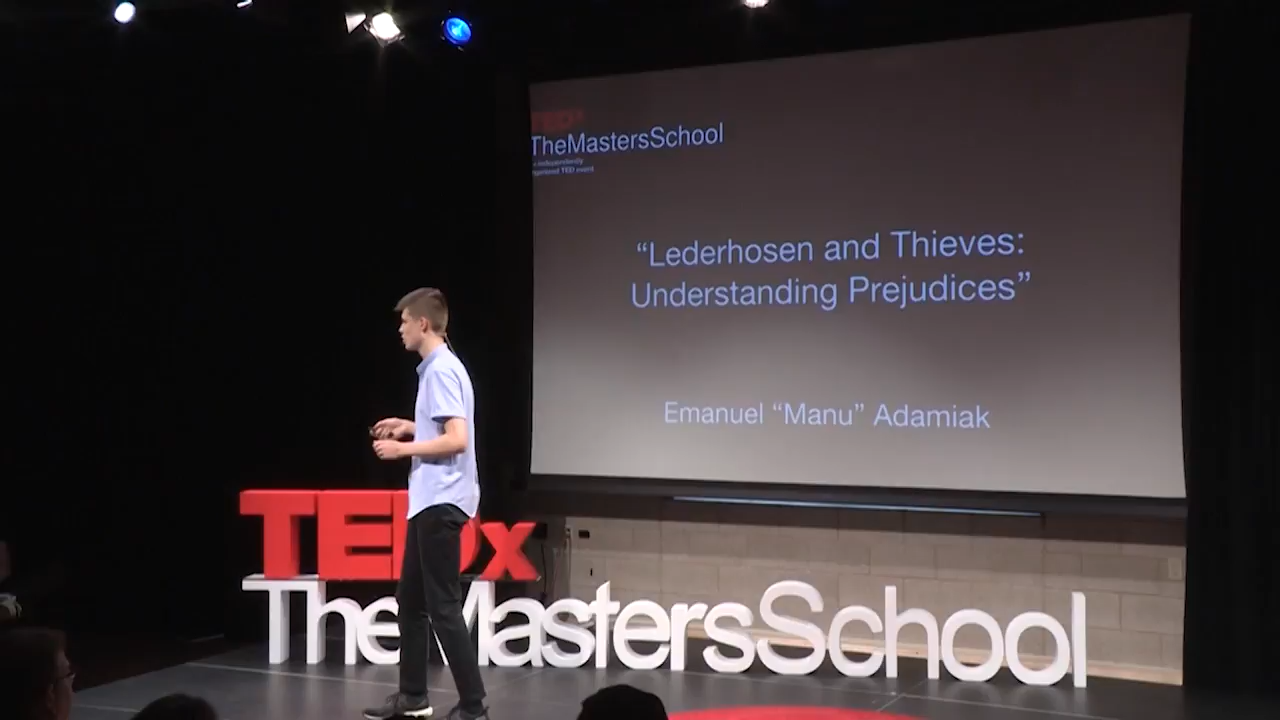 TEDx
TheMastersSchool
“Lederhosen and Thieves:
Understanding Prejudices”
Emanuel “Manu” Adamiak
TEDx
TheMastersSchool